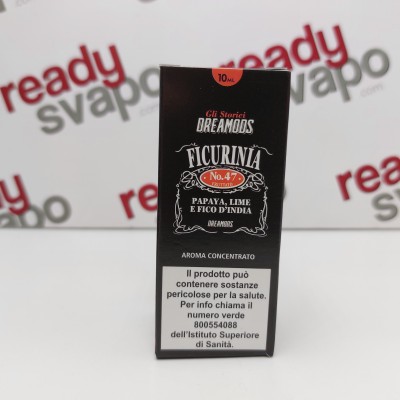 ready
svapo
ready
svapo
ready
svapo
10ML
Gli Storici
DREAMODS
FICURINIA
No.47
PAPAYA, LIME
E FICO D'INDIA
DREAMODS
AROMA CONCENTRATO
Il prodotto può
contenere sostanze
pericolose per la salute.
Per info chiama il
numero verde
800554088
dell'Istituto Superiore
di Sanità.